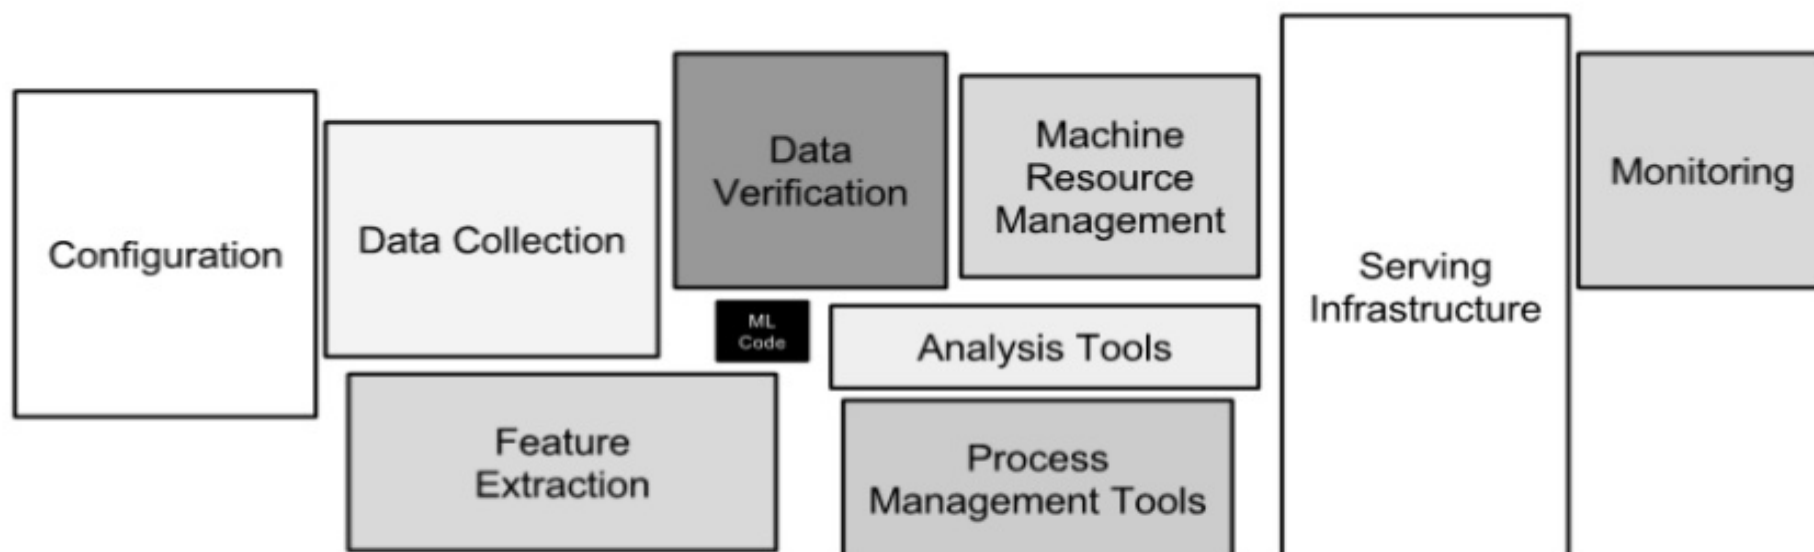 Configuration
Data Collection
Feature
Extraction
Data
Verification
ML
Code
Machine
Resource
Management
Analysis Tools
Process
Management Tools
Serving
Infrastructure
Monitoring